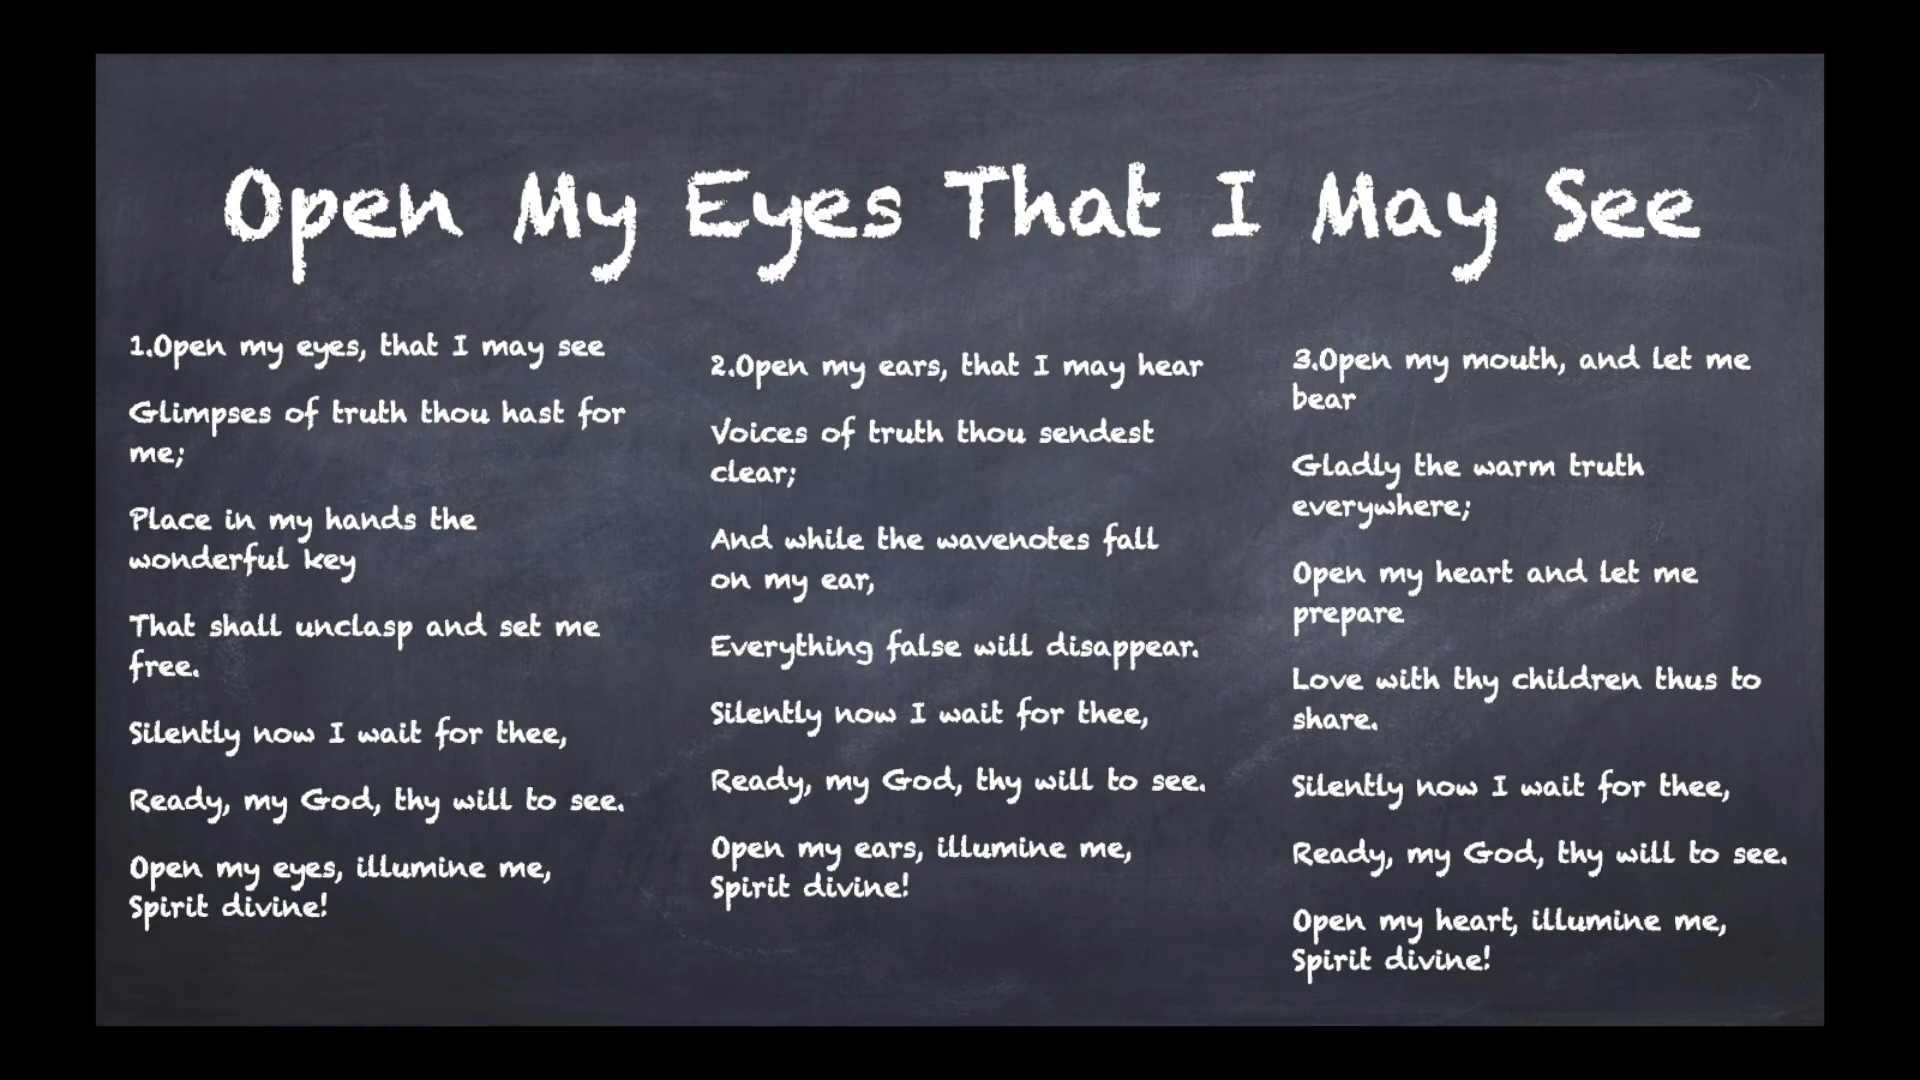 Open My Eyes That I May See
1.Open my eyes, that I may see
Glimpses of truth thou hast for
me;
Place in my hands the
wonderful key
That shall unclasp and set me
free.
Silently now I wait for thee,
Ready, my God, thy will to see.
Open my eyes, illumine me,
Spirit divine!
2.Open my ears, that I may hear
Voices of truth thou sendest
clear;
And while the wavenotes fall
on my ear,
Everything false will disappear.
Silently now I wait for thee,
Ready, my God, thy will to see.
Open my ears, illumine me,
Spirit divine!
3.Open my mouth, and let me
bear
Gladly the warm truth
everywhere;
Open my heart and let me
prepare
Love with thy children thus to
share.
Silently now I wait for thee,
Ready, my God, thy will to see.
Open my heart, illumine me,
Spirit divine!